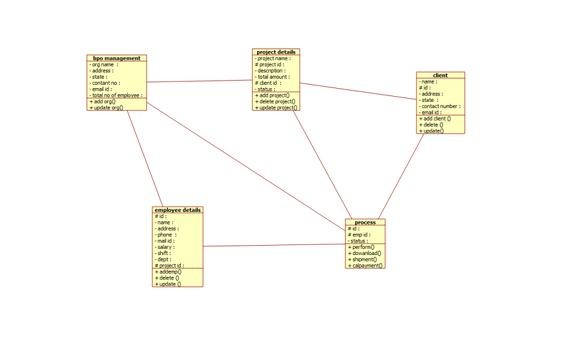 bpo management
- org name :
- address :
- state :
- contant no :
- email id :
- total no of employee :
+ add org()
+ update org()
project details
- project name :
# project id :
- description :
- total amount :
# client id :
- status :
+ add project()
+ delete project()
+ update project()
client
- name :
# id :
- address :
- state :
- contact number :
- email id :
+ add client ()
+ delete ()
+ update()
employee details
# id :
- name :
- address :
- phone :
- mail id :
- salary :
- shift :
- dept :
# project id :
+ addemp()
+ delete ()
+ update ()
process
# id :
# emp id :
- status :
+ perform()
+ dowanload()
+ shipment()
+ calpayment()